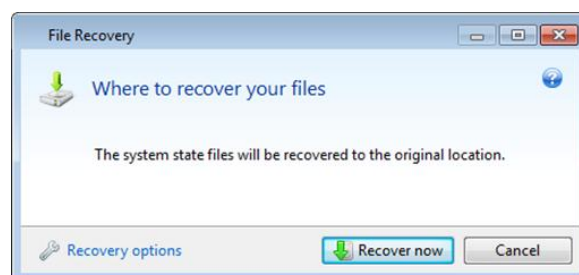 File Recovery
Where to recover your files
The system state files will be recovered to the original location.
Recovery options
Recover now
Cancel